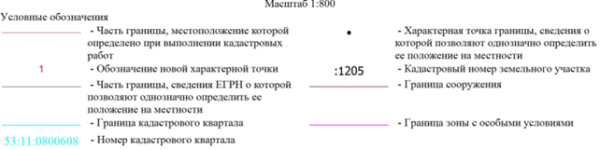 Масштаб 1:800
Условные обозначения
- Часть границы, местоположение которой
определено при выполнении кадастровых
работ
1 - Обозначение новой характерной точки
- Часть границы, сведения ЕГРН о которой
позволяют однозначно определить ее
положение на местности
- Граница кадастрового квартала
53:11:0800608 - Номер кадастрового квартала
- Характерная точка границы, сведения о
которой позволяют однозначно определить
ее положение на местности
:1205 - Кадастровый номер земельного участка
- Граница сооружения
- Граница зоны с особыми условиями